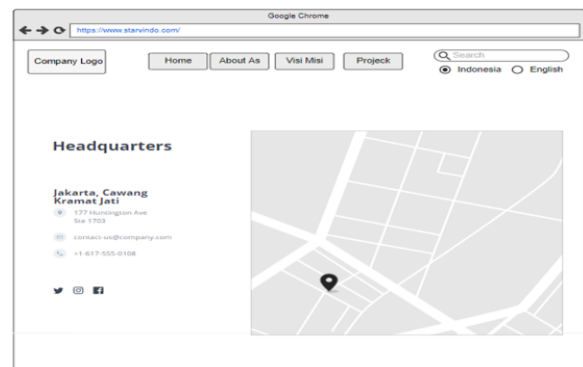 Google Chrome
https://www.starvindo.com/
Company Logo
Home
About As
Visi Misi
Projeck
Search
Indonesia
English
Headquarters
Jakarta, Cawang
Kramat Jati
177 Huntington Ave
Ste 1703
contact-us@company.com
+1-617-555-0108